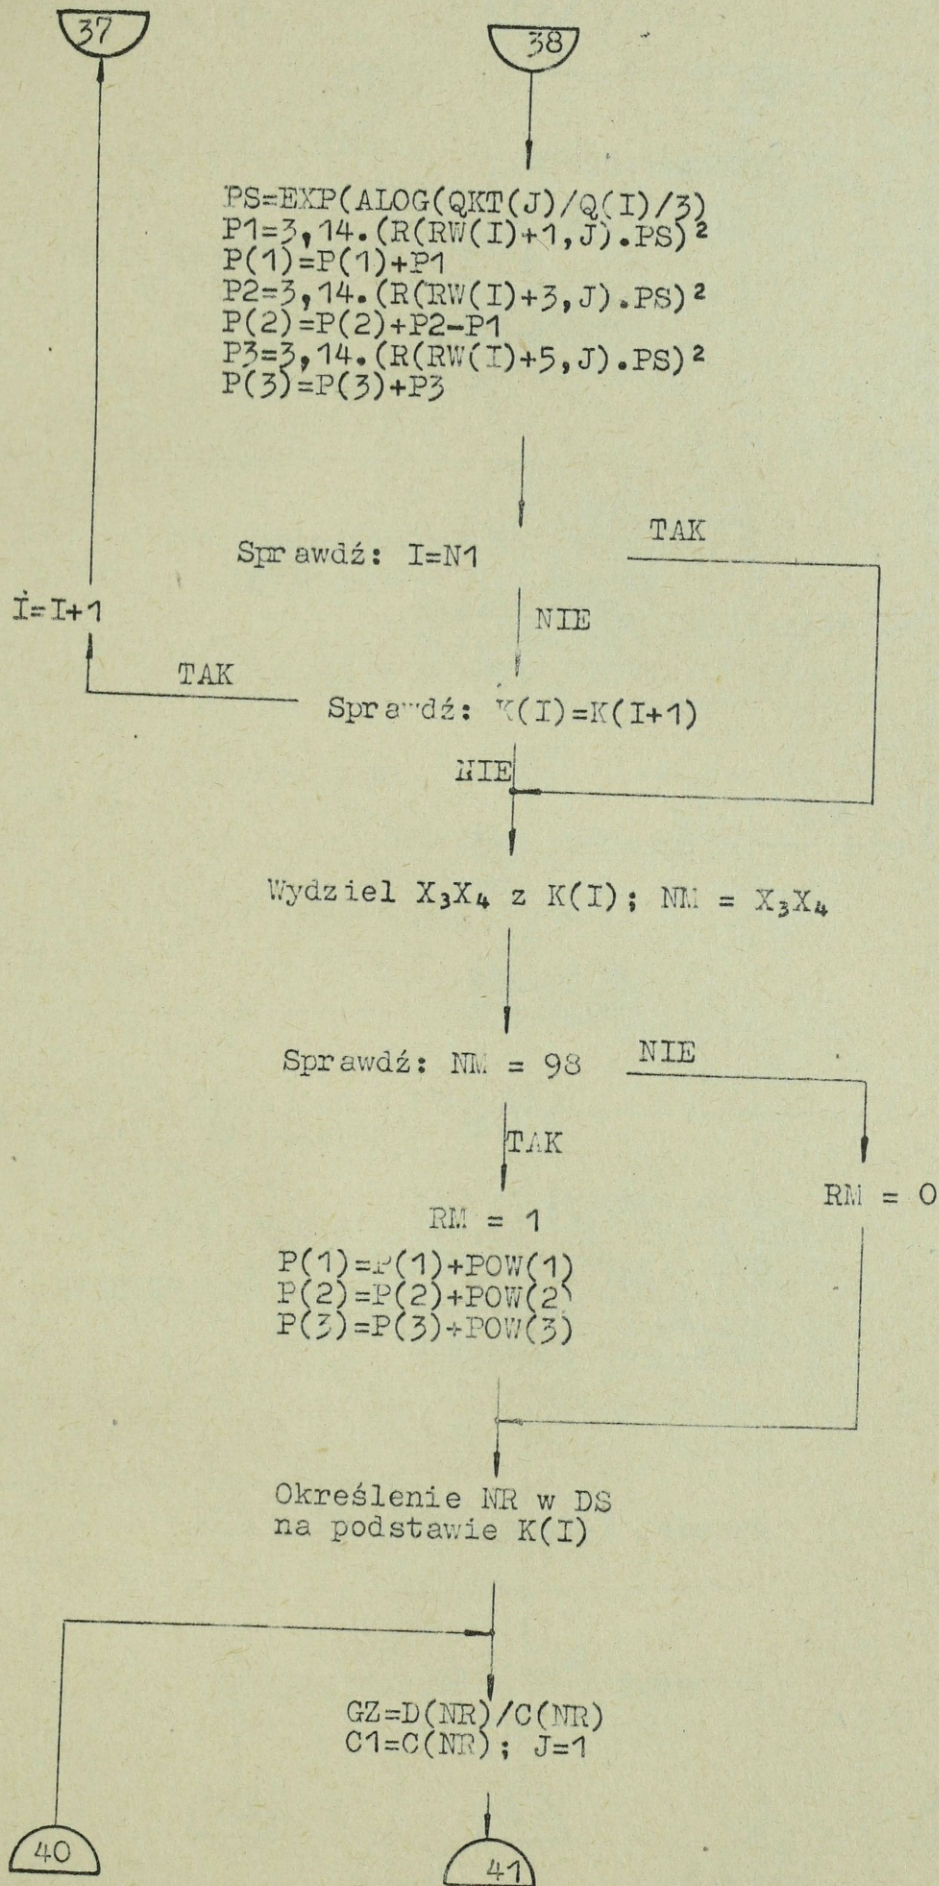 37
38
PS=EXP(ALOG(QKT(J)/Q(I)/3)
P1=3,14.(R(RW(I)+1,J).PS)²
P(1)=P(1)+P1
P2=3,14.(R(RW(I)+3,J).PS)²
P(2)=P(2)+P2-P1
P3=3,14.(R(RW(I)+5,J).PS)²
P(3)=P(3)+P3
Sprawdź: I=N1
TAK
I=I+1
NIE
TAK
Sprawdź: K(I)=K(I+1)
NIE
Wydziel X₃X₄ z K(I); NM = X₃X₄
Sprawdź: NM = 98
NIE
TAK
RM = 1
RM = 0
P(1)=P(1)+POW(1)
P(2)=P(2)+POW(2)
P(3)=P(3)+POW(3)
Określenie NR w DS
na podstawie K(I)
GZ=D(NR)/C(NR)
C1=C(NR); J=1
40
41